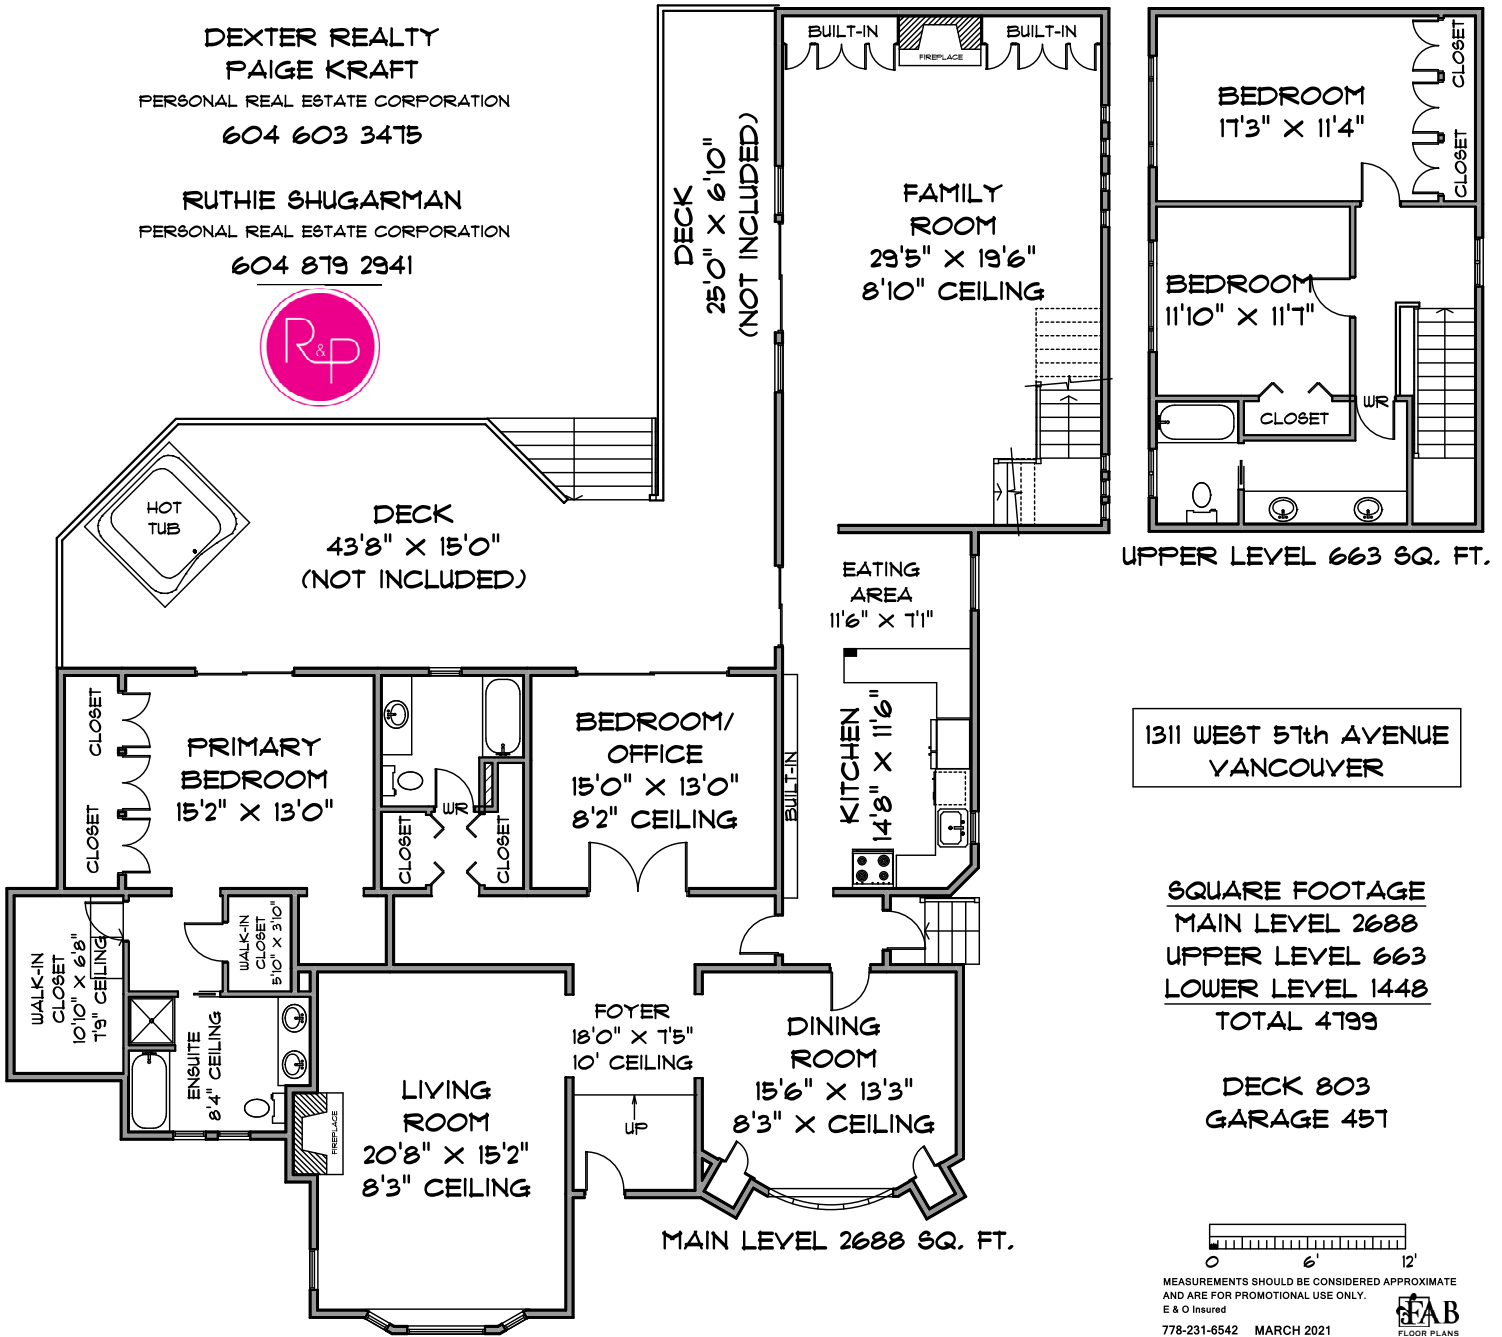 DEXTER REALTY
PAIGE KRAFT
PERSONAL REAL ESTATE CORPORATION
604 603 3475
RUTHIE SHUGARMAN
PERSONAL REAL ESTATE CORPORATION
604 879 2941
R&P
DECK
25'0" X 6'10"
(NOT INCLUDED)
BUILT-IN
FIREPLACE
BUILT-IN
FAMILY
ROOM
29'5" X 19'6"
8'10" CEILING
BEDROOM
17'3" X 11'4"
CLOSET
CLOSET
BEDROOM
11'10" X 11'7"
CLOSET
WR
UPPER LEVEL 663 SQ. FT.
HOT
TUB
DECK
43'8" X 15'0"
(NOT INCLUDED)
EATING
AREA
11'6" X 7'1"
KITCHEN
14'8" X 11'6"
BUILT-IN
CLOSET
CLOSET
PRIMARY
BEDROOM
15'2" X 13'0"
WR
CLOSET
CLOSET
BEDROOM/
OFFICE
15'0" X 13'0"
8'2" CEILING
WALK-IN
CLOSET
10'10" X 6'8"
7'9" CEILING
WALK-IN
CLOSET
5'10" X 3'10"
ENSUITE
8'4" CEILING
FIREPLACE
LIVING
ROOM
20'8" X 15'2"
8'3" CEILING
FOYER
18'0" X 7'5"
10' CEILING
UP
DINING
ROOM
15'6" X 13'3"
8'3" X CEILING
MAIN LEVEL 2688 SQ. FT.
1311 WEST 57th AVENUE
VANCOUVER
SQUARE FOOTAGE
MAIN LEVEL 2688
UPPER LEVEL 663
LOWER LEVEL 1448
TOTAL 4799
DECK 803
GARAGE 457
0 6' 12'
MEASUREMENTS SHOULD BE CONSIDERED APPROXIMATE
AND ARE FOR PROMOTIONAL USE ONLY.
E & O Insured
778-231-6542 MARCH 2021
FAB
FLOOR PLANS